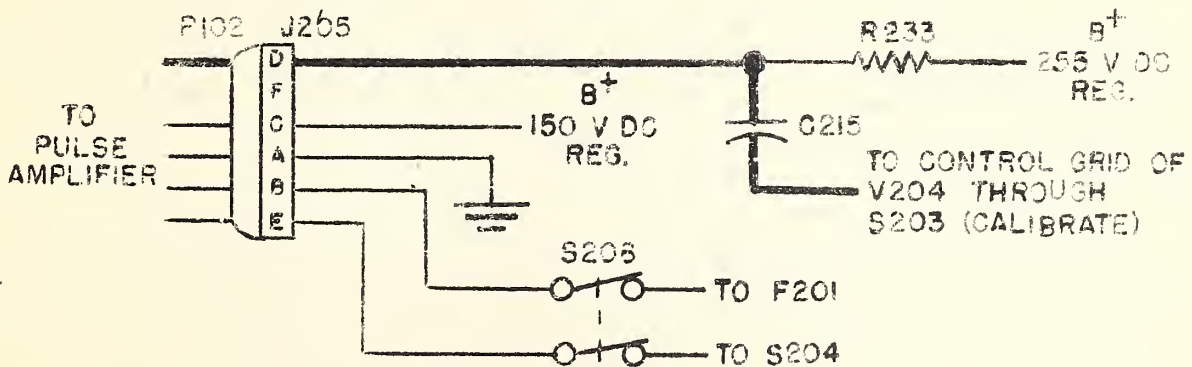 P102 J205
D
F
C
A
B
E
TO
PULSE
AMPLIFIER
B+
150 V DC
REG.
R233
B+
255 V DC
REG.
C215
TO CONTROL GRID OF
V204 THROUGH
S203 (CALIBRATE)
S206
TO F201
TO S204